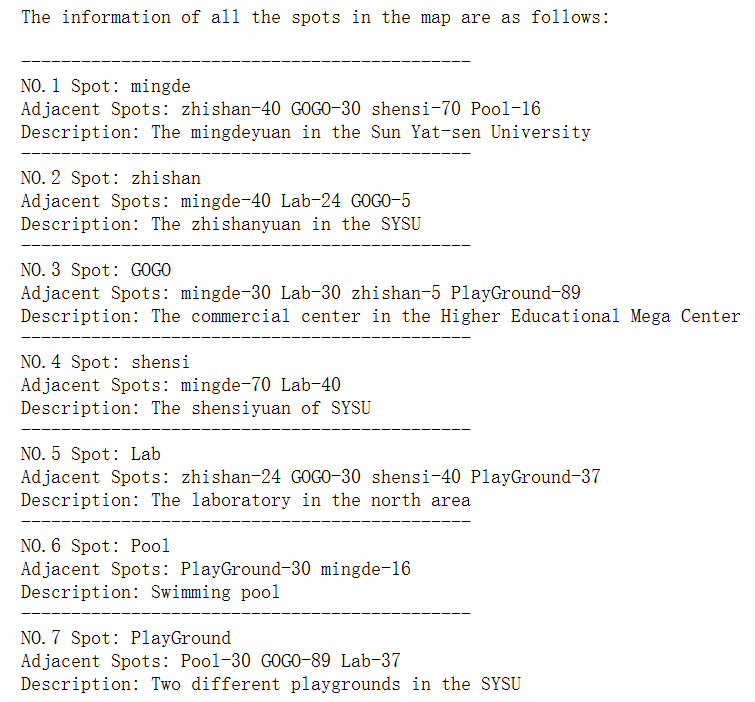 The information of all the spots in the map are as follows:
_____________________________________________
NO.1 Spot: mingde
Adjacent Spots: zhishan-40 GOGO-30 shensi-70 Pool-16
Description: The mingdeyuan in the Sun Yat-sen University
_____________________________________________
NO.2 Spot: zhishan
Adjacent Spots: mingde-40 Lab-24 GOGO-5
Description: The zhishanyuan in the SYSU
_____________________________________________
NO.3 Spot: GOGO
Adjacent Spots: mingde-30 Lab-30 zhishan-5 PlayGround-89
Description: The commercial center in the Higher Educational Mega Center
_____________________________________________
NO.4 Spot: shensi
Adjacent Spots: mingde-70 Lab-40
Description: The shensiyuan of SYSU
_____________________________________________
NO.5 Spot: Lab
Adjacent Spots: zhishan-24 GOGO-30 shensi-40 PlayGround-37
Description: The laboratory in the north area
_____________________________________________
NO.6 Spot: Pool
Adjacent Spots: PlayGround-30 mingde-16
Description: Swimming pool
_____________________________________________
NO.7 Spot: PlayGround
Adjacent Spots: Pool-30 GOGO-89 Lab-37
Description: Two different playgrounds in the SYSU